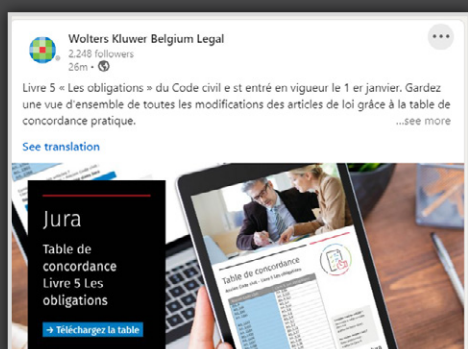 Wolters Kluwer Belgium Legal
2.248 followers
26m •
Livre 5 « Les obligations » du Code civil e st entré en vigueur le 1 er janvier. Gardez
une vue d'ensemble de toutes les modifications des articles de loi grâce à la table de
concordance pratique.
...see more
See translation
Jura
Table de
concordance
Livre 5 Les
obligations
→ Téléchargez la table
Table de concordance